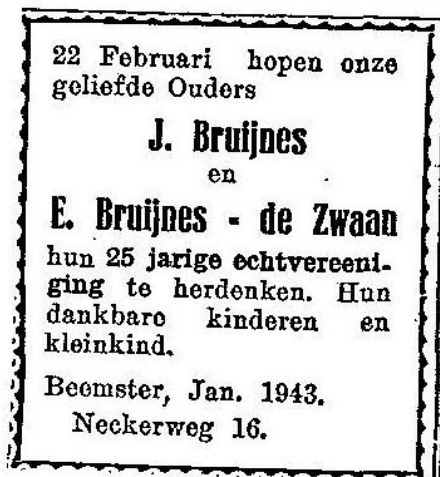 22 Februari hopen onze
geliefde Ouders
J. Bruijnes
en
E. Bruijnes - de Zwaan
hun 25 jarige echtvereeni-
ging te herdenken. Hun
dankbare kinderen en
kleinkind.
Beemster, Jan. 1943.
Neckerweg 16.